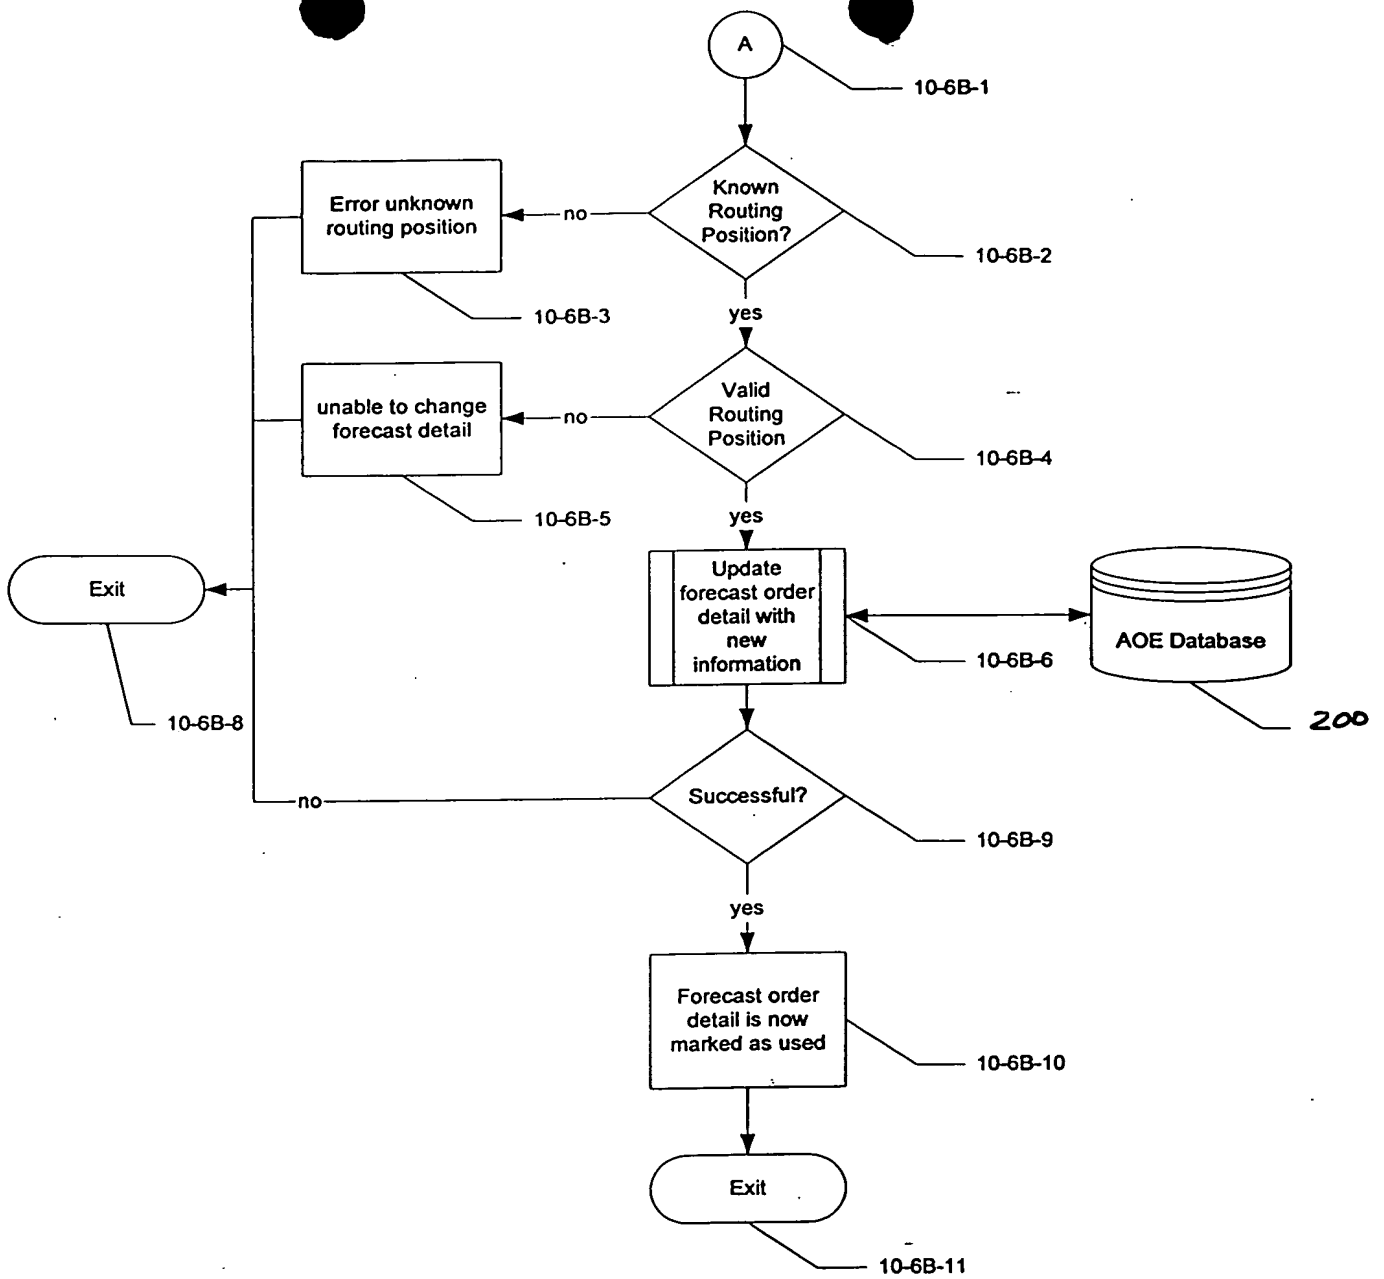 A
10-6B-1
Known
Routing
Position?
10-6B-2
no
Error unknown
routing position
10-6B-3
yes
Valid
Routing
Position
10-6B-4
no
unable to change
forecast detail
10-6B-5
yes
Update
forecast order
detail with
new
information
10-6B-6
AOE Database
200
Exit
10-6B-8
Successful?
10-6B-9
no
yes
Forecast order
detail is now
marked as used
10-6B-10
Exit
10-6B-11